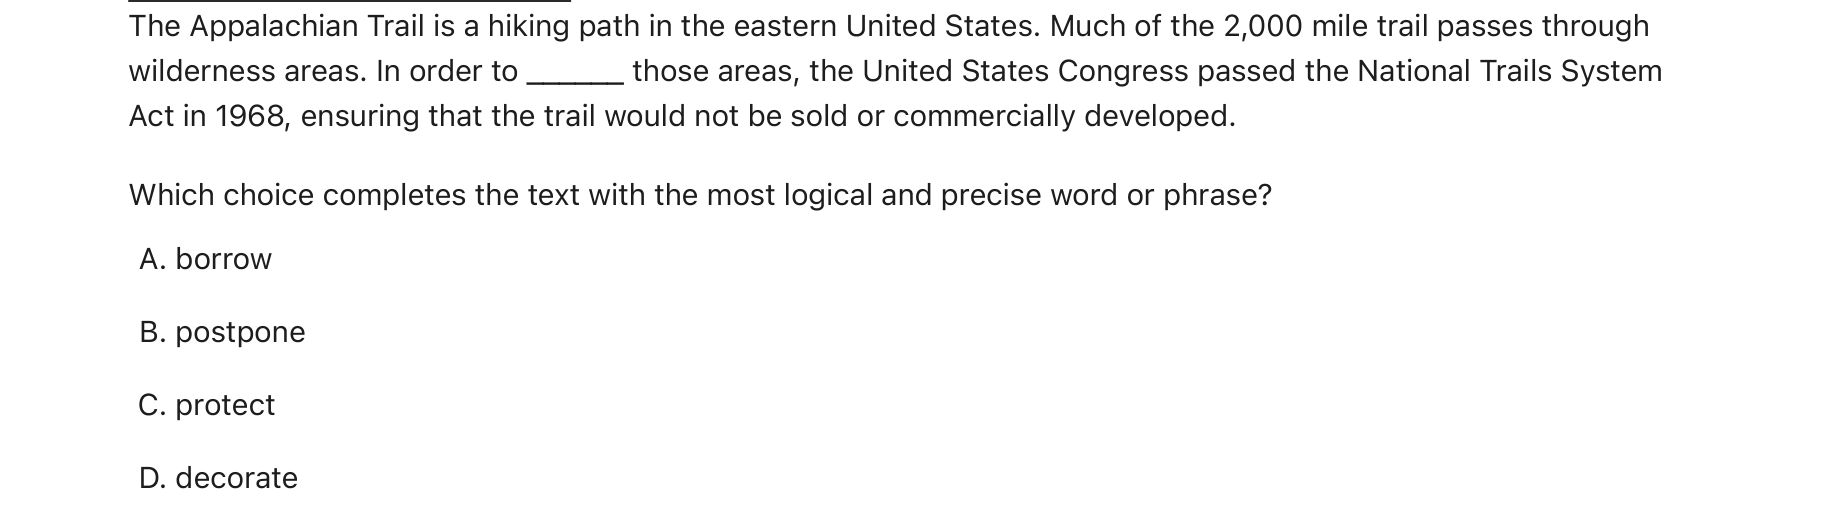 The Appalachian Trail is a hiking path in the eastern United States. Much of the 2,000 mile trail passes through
wilderness areas. In order to ______ those areas, the United States Congress passed the National Trails System
Act in 1968, ensuring that the trail would not be sold or commercially developed.
Which choice completes the text with the most logical and precise word or phrase?
A. borrow
B. postpone
C. protect
D. decorate